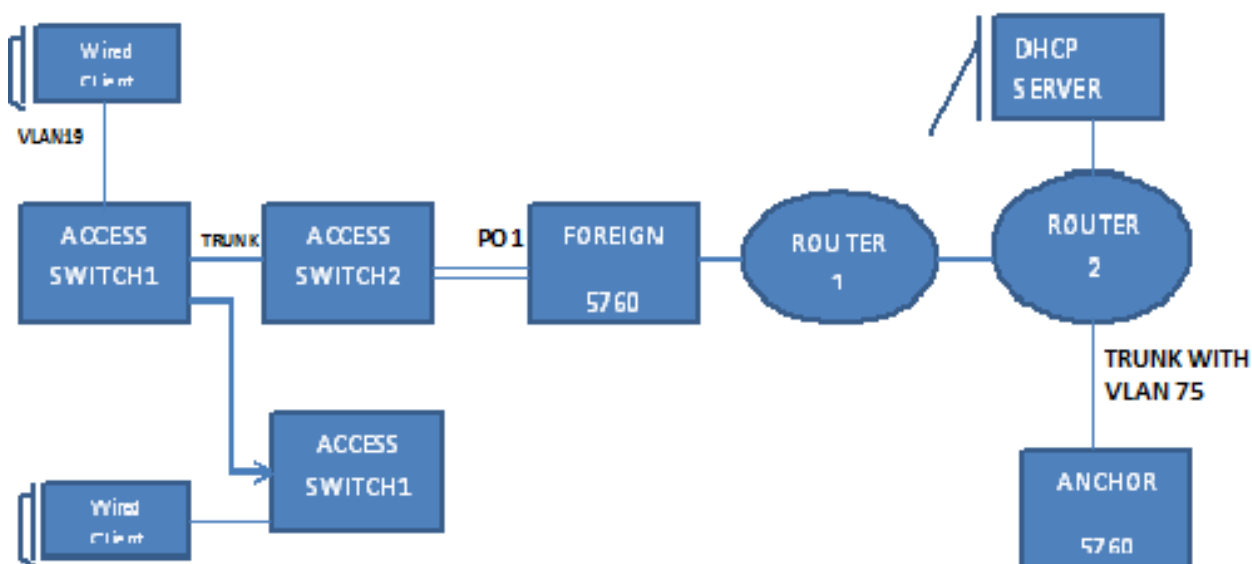 Wired
Client
VLAN19
ACCESS
SWITCH1
TRUNK
ACCESS
SWITCH2
PO 1
FOREIGN
5760
ROUTER
1
DHCP
SERVER
ROUTER
2
TRUNK WITH
VLAN 75
ACCESS
SWITCH1
Wired
Client
ANCHOR
5760